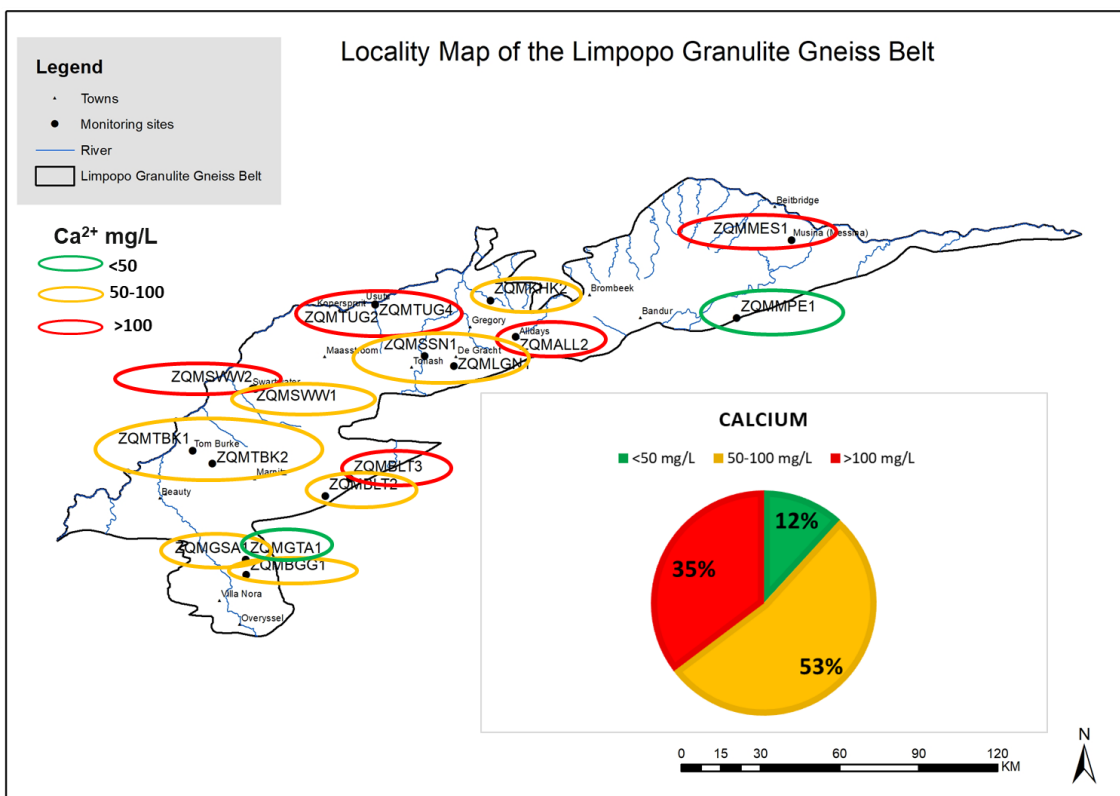 Locality Map of the Limpopo Granulite Gneiss Belt
Legend
Towns
Monitoring sites
River
Limpopo Granulite Gneiss Belt
Ca²⁺ mg/L
<50
50-100
>100
Beitbridge
ZQMMES1
Musina (Messina)
ZQMKHK2
Brombeek
Usutu
Koperspruit
ZQMTUG2
ZQMTUG4
Bandur
ZQMMPE1
Gregory
Alldays
ZQMALL2
ZQMSSN1
Maasstroom
De Gracht
Tolhash
ZQMLGN1
ZQMSWW2
Swartwater
ZQMSWW1
ZQMTBK1
Tom Burke
ZQMTBK2
Marnitz
ZQMBLT3
ZQMBLT2
Beauty
ZQMGSA1
ZQMGTA1
ZQMBGG1
Villa Nora
Overyssel
CALCIUM
<50 mg/L
50-100 mg/L
>100 mg/L
12%
35%
53%
N
0 15 30 60 90 120
KM